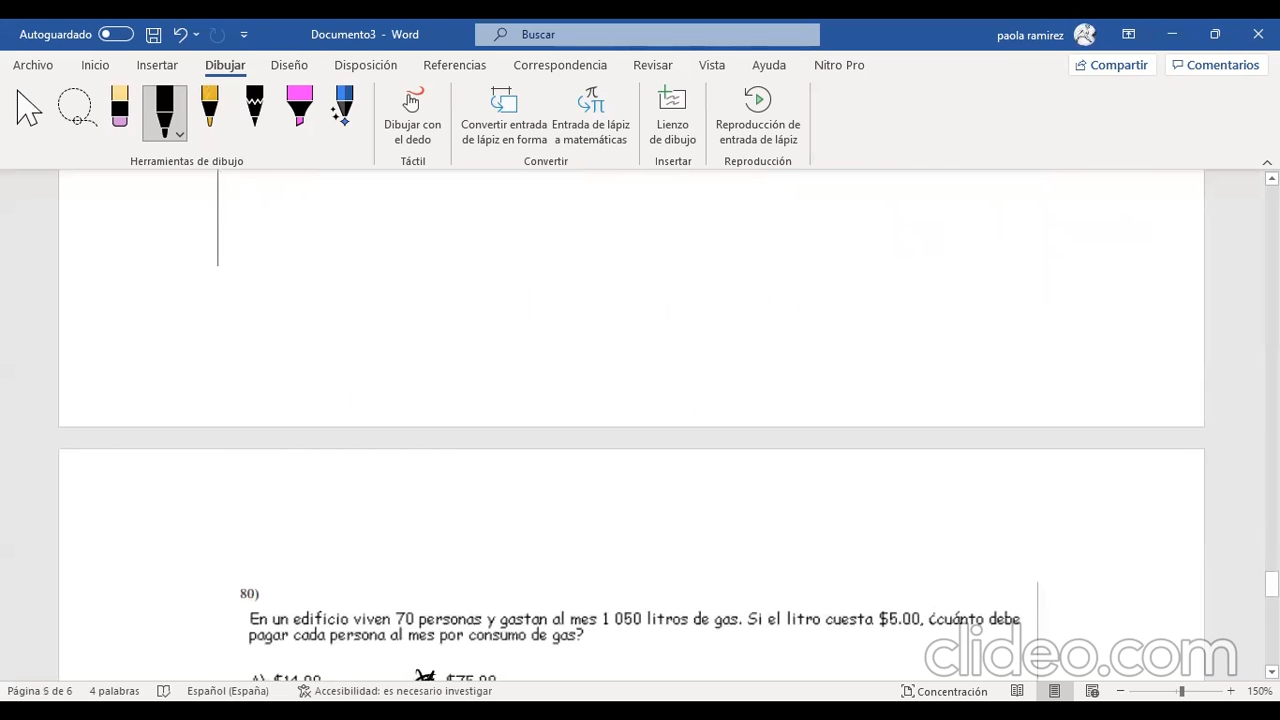 Autoguardado
Documento3 - Word
Buscar
paola ramirez
Archivo Inicio Insertar Dibujar Diseño Disposición Referencias Correspondencia Revisar Vista Ayuda Nitro Pro
Compartir
Comentarios
Dibujar con el dedo
Convertir entrada de lápiz en forma
Entrada de lápiz a matemáticas
Lienzo de dibujo
Reproducción de entrada de lápiz
Herramientas de dibujo
Táctil
Convertir
Insertar
Reproducción
80)
En un edificio viven 70 personas y gastan al mes 1 050 litros de gas. Si el litro cuesta $5.00, ¿cuánto debe
pagar cada persona al mes por consumo de gas?
A) $14.00 $75.00
clideo.com
Página 5 de 6 4 palabras Español (España) Accesibilidad: es necesario investigar Concentración 150%